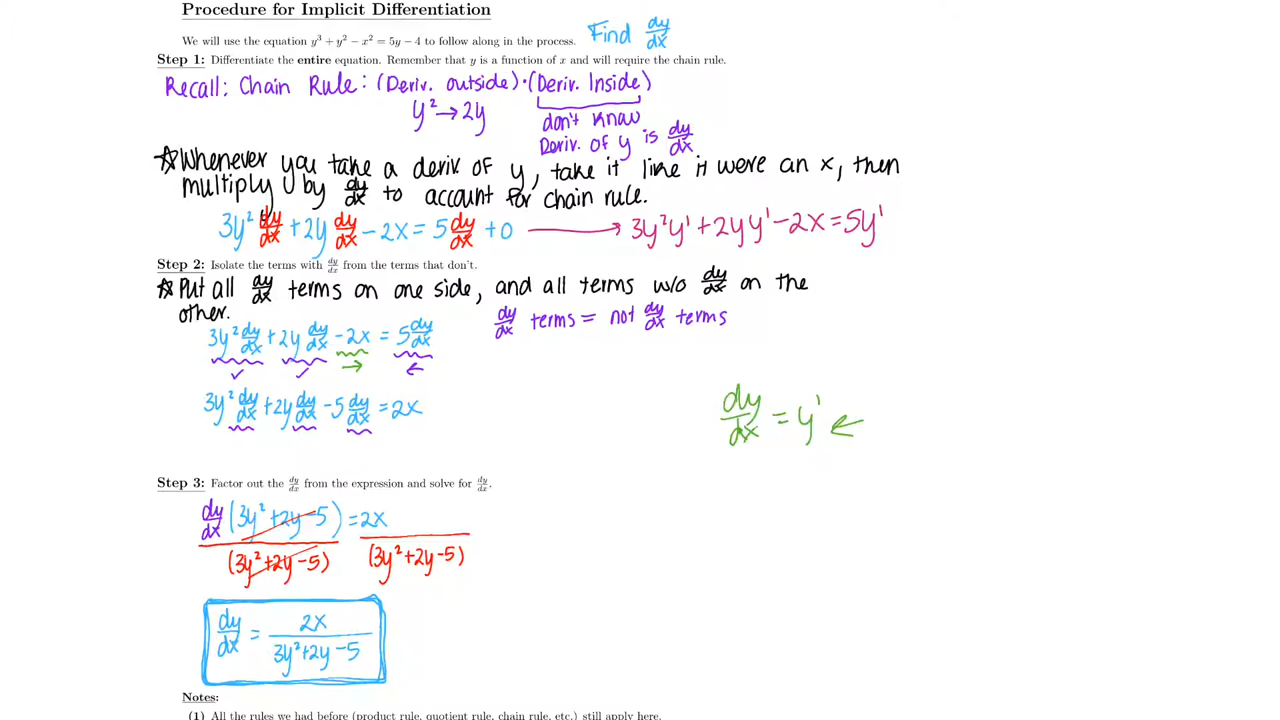 Procedure for Implicit Differentiation
We will use the equation y³ + y² − x² = 5y − 4 to follow along in the process. Find dy/dx
Step 1: Differentiate the entire equation. Remember that y is a function of x and will require the chain rule.
Recall: Chain Rule: (Deriv. outside)·(Deriv. Inside)
y² → 2y
don't know
Deriv. of y is dy/dx
☆Whenever you take a deriv of y, take it like it were an x, then
multiply by dy/dx to account for chain rule.
3y² dy/dx + 2y dy/dx − 2x = 5 dy/dx + 0 → 3y²y' + 2yy' − 2x = 5y'
Step 2: Isolate the terms with dy/dx from the terms that don't.
☆Put all dy/dx terms on one side, and all terms w/o dy/dx on the
other.
dy/dx terms = not dy/dx terms
3y² dy/dx + 2y dy/dx − 2x = 5 dy/dx
✓ ✓ → ←
3y² dy/dx + 2y dy/dx − 5 dy/dx = 2x
dy/dx = y' ←
Step 3: Factor out the dy/dx from the expression and solve for dy/dx.
dy/dx (3y² + 2y − 5) = 2x
(3y² + 2y − 5) (3y² + 2y − 5)
dy/dx = 2x / 3y² + 2y − 5
Notes:
(1) All the rules we had before (product rule, quotient rule, chain rule, etc.) still apply here.